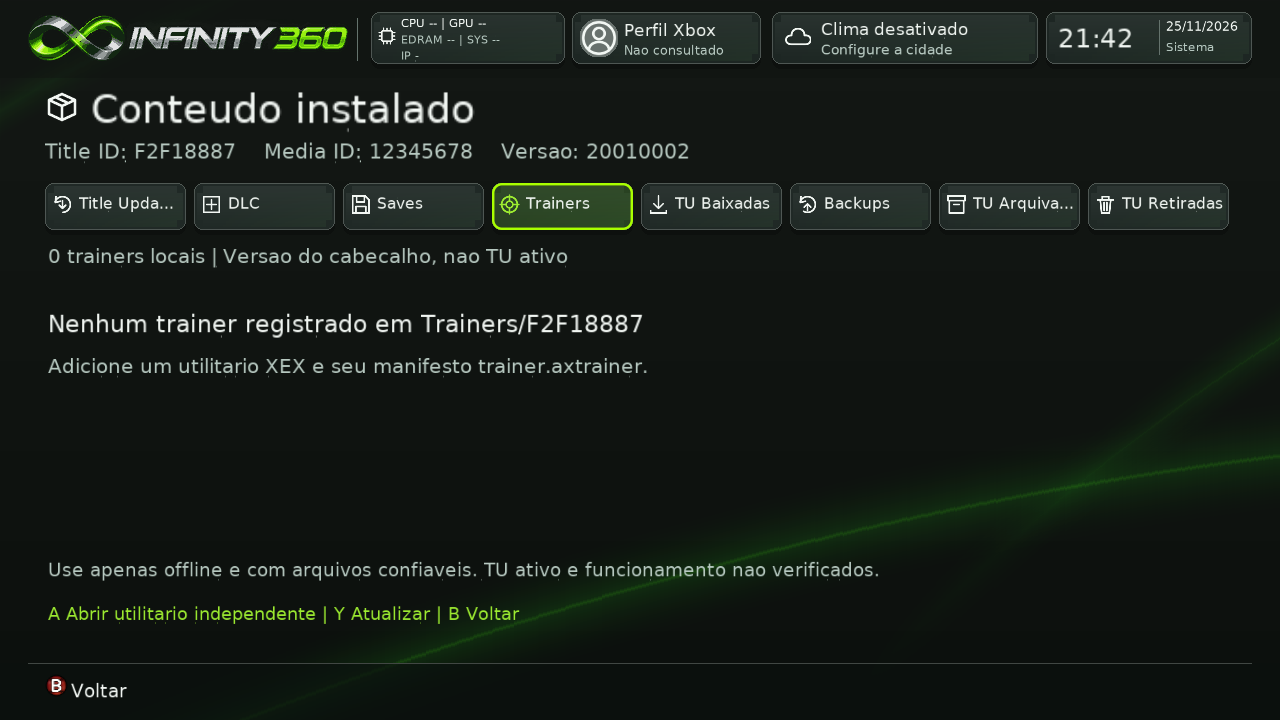 INFINITY 360
CPU -- | GPU --
EDRAM -- | SYS --
IP -
Perfil Xbox
Nao consultado
Clima desativado
Configure a cidade
21:42
25/11/2026
Sistema
Conteudo instalado
Title ID: F2F18887 Media ID: 12345678 Versao: 20010002
Title Upda... DLC Saves Trainers TU Baixadas Backups TU Arquiva... TU Retiradas
0 trainers locais | Versao do cabecalho, nao TU ativo
Nenhum trainer registrado em Trainers/F2F18887
Adicione um utilitario XEX e seu manifesto trainer.axtrainer.
Use apenas offline e com arquivos confiaveis. TU ativo e funcionamento nao verificados.
A Abrir utilitario independente | Y Atualizar | B Voltar
B Voltar